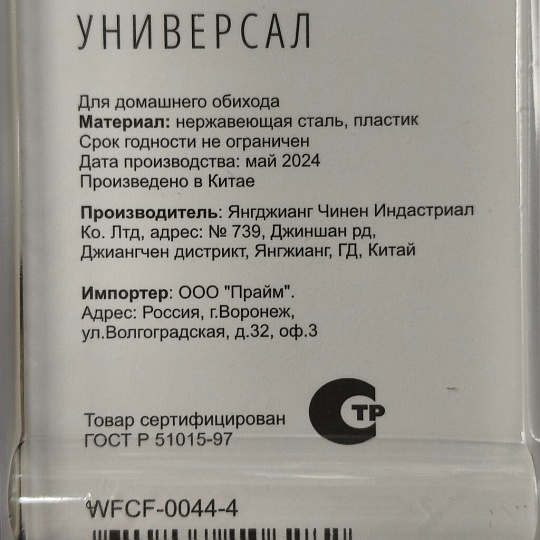 УНИВЕРСАЛ
Для домашнего обихода
Материал: нержавеющая сталь, пластик
Срок годности не ограничен
Дата производства: май 2024
Произведено в Китае
Производитель: Янгджианг Чинен Индастриал
Ко. Лтд, адрес: № 739, Джиншан рд,
Джиангчен дистрикт, Янгжианг, ГД, Китай
Импортер: ООО "Прайм".
Адрес: Россия, г.Воронеж,
ул.Волгоградская, д.32, оф.3
СТР
Товар сертифицирован
ГОСТ Р 51015-97
WFCF-0044-4